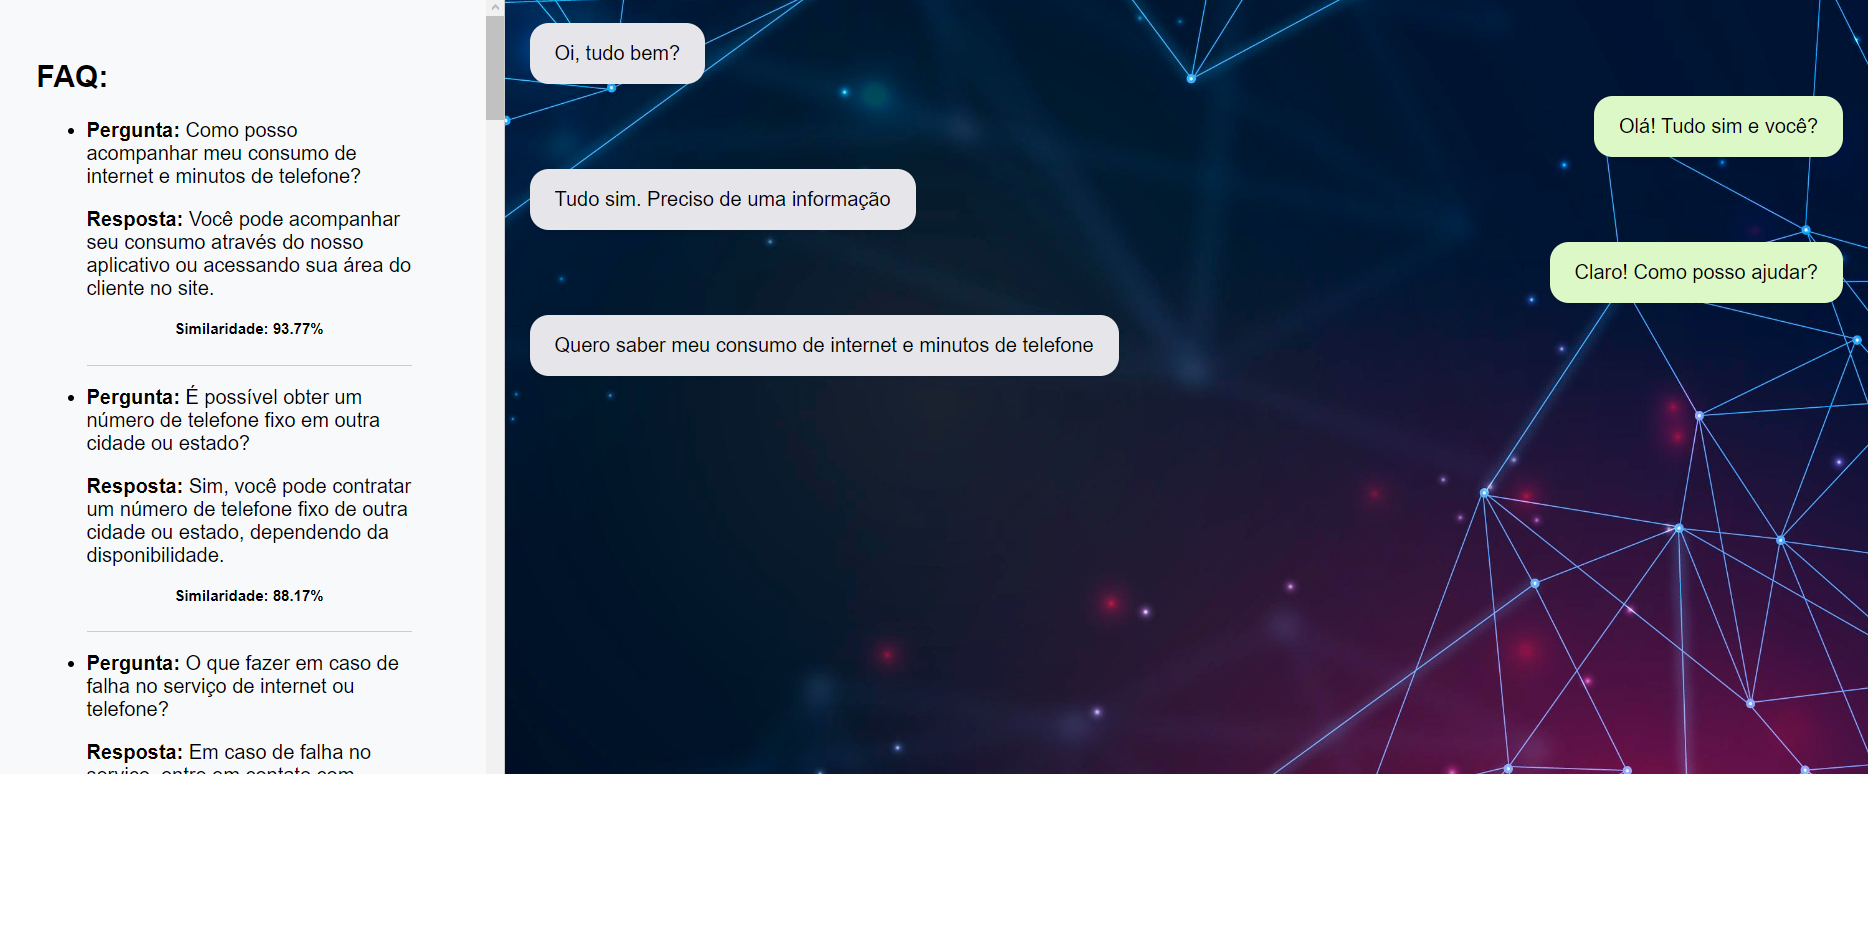 FAQ:
Pergunta: Como posso
acompanhar meu consumo de
internet e minutos de telefone?
Resposta: Você pode acompanhar
seu consumo através do nosso
aplicativo ou acessando sua área do
cliente no site.
Similaridade: 93.77%
Pergunta: É possível obter um
número de telefone fixo em outra
cidade ou estado?
Resposta: Sim, você pode contratar
um número de telefone fixo de outra
cidade ou estado, dependendo da
disponibilidade.
Similaridade: 88.17%
Pergunta: O que fazer em caso de
falha no serviço de internet ou
telefone?
Resposta: Em caso de falha no
serviço, entre em contato com
Oi, tudo bem?
Olá! Tudo sim e você?
Tudo sim. Preciso de uma informação
Claro! Como posso ajudar?
Quero saber meu consumo de internet e minutos de telefone